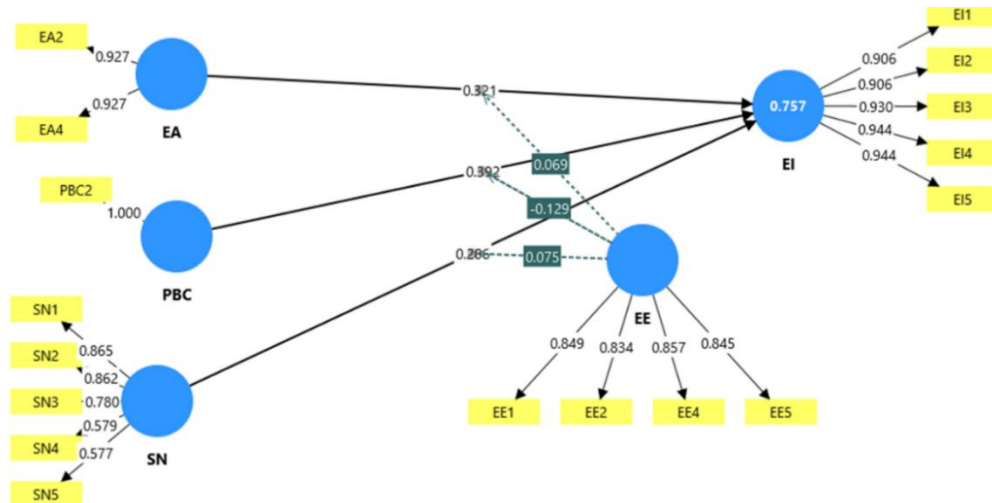 EA2
0.927
0.927
EA4
EA
PBC2
1.000
PBC
SN1
0.865
SN2
0.862
SN3
0.780
0.579
SN4
0.577
SN5
SN
0.321
0.392
0.069
-0.129
0.075
EE
0.849
0.834
0.857
0.845
EE1
EE2
EE4
EE5
0.757
EI
EI1
0.906
EI2
0.906
EI3
0.930
0.944
EI4
0.944
EI5